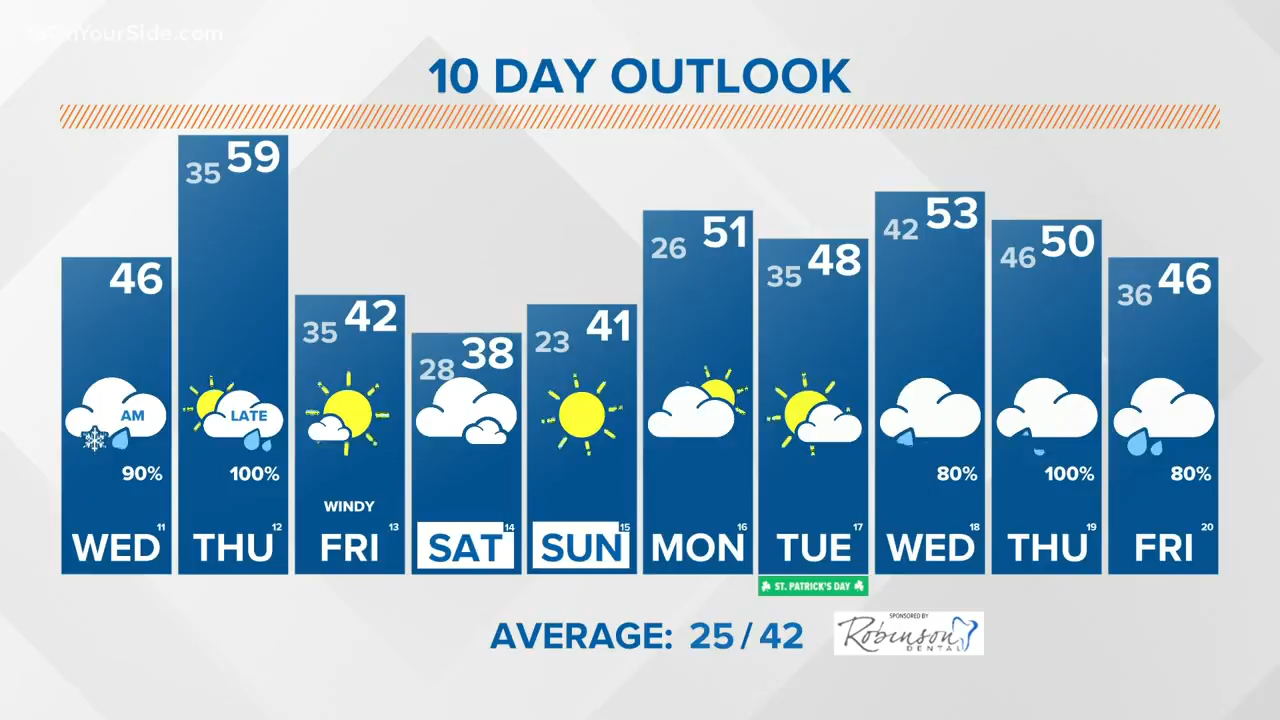 YourSide.com
10 DAY OUTLOOK
46
35 59
35 42
28 38
23 41
26 51
35 48
42 53
46 50
36 46
AM
LATE
90%
100%
80%
100%
80%
WINDY
WED 11
THU 12
FRI 13
SAT 14
SUN 15
MON 16
TUE 17
WED 18
THU 19
FRI 20
ST. PATRICK'S DAY
AVERAGE: 25/42
SPONSORED BY
Robinson
DENTAL